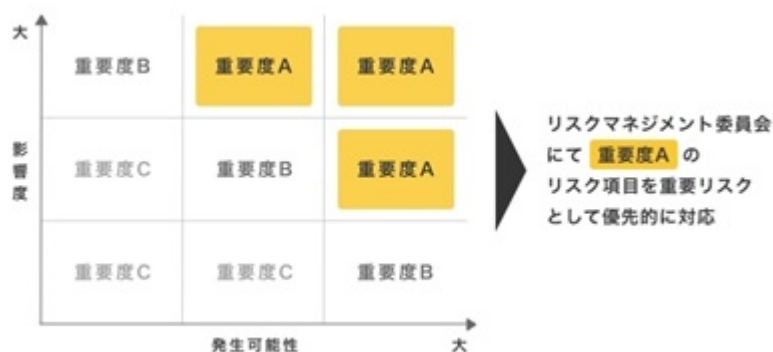 大
重要度B 重要度A 重要度A
影響度
重要度C 重要度B 重要度A
重要度C 重要度C 重要度B
発生可能性 大
リスクマネジメント委員会
にて 重要度A の
リスク項目を重要リスク
として優先的に対応